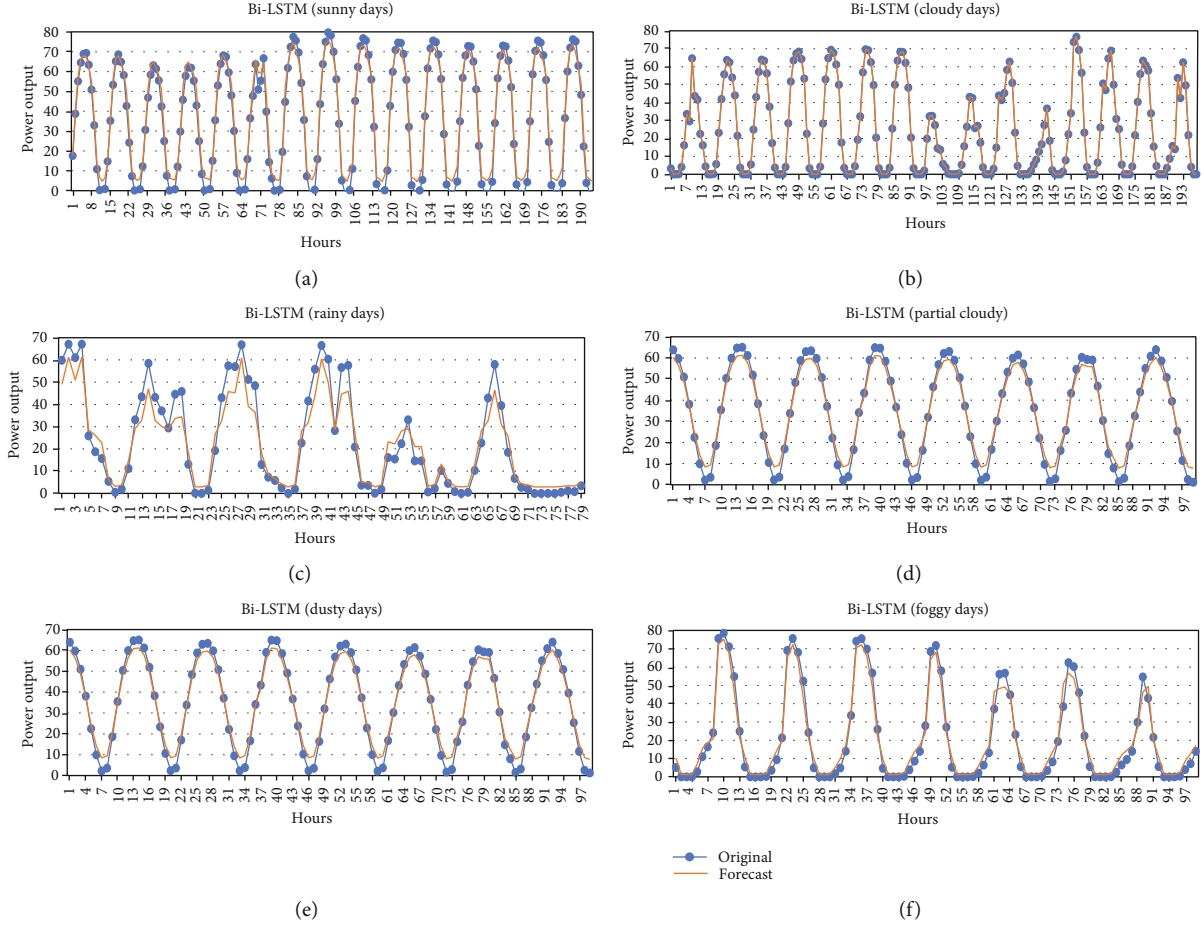 Bi-LSTM (sunny days)
Power output
80
70
60
50
40
30
20
10
0
1 8 15 22 29 36 43 50 57 64 71 78 85 92 99 106 113 120 127 134 141 148 155 162 169 176 183 190
Hours
(a)
Bi-LSTM (cloudy days)
Power output
80
70
60
50
40
30
20
10
0
1 7 13 19 25 31 37 43 49 55 61 67 73 79 85 91 97 103 109 115 121 127 133 139 145 151 157 163 169 175 181 187 193
Hours
(b)
Bi-LSTM (rainy days)
Power output
70
60
50
40
30
20
10
0
1 3 5 7 9 11 13 15 17 19 21 23 25 27 29 31 33 35 37 39 41 43 45 47 49 51 53 55 57 59 61 63 65 67 69 71 73 75 77 79
Hours
(c)
Bi-LSTM (partial cloudy)
Power output
70
60
50
40
30
20
10
0
1 4 7 10 13 16 19 22 25 28 31 34 37 40 43 46 49 52 55 58 61 64 67 70 73 76 79 82 85 88 91 94 97
Hours
(d)
Bi-LSTM (dusty days)
Power output
70
60
50
40
30
20
10
0
1 4 7 10 13 16 19 22 25 28 31 34 37 40 43 46 49 52 55 58 61 64 67 70 73 76 79 82 85 88 91 94 97
Hours
(e)
Bi-LSTM (foggy days)
Power output
80
70
60
50
40
30
20
10
0
1 4 7 10 13 16 19 22 25 28 31 34 37 40 43 46 49 52 55 58 61 64 67 70 73 76 79 82 85 88 91 94 97
Hours
Original
Forecast
(f)